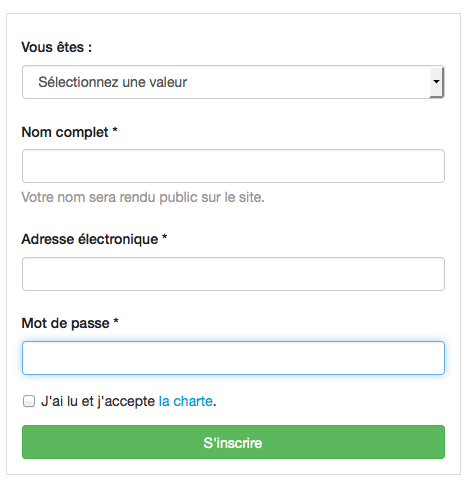 Vous êtes :
Sélectionnez une valeur
Nom complet *
Votre nom sera rendu public sur le site.
Adresse électronique *
Mot de passe *
J'ai lu et j'accepte la charte.
S'inscrire